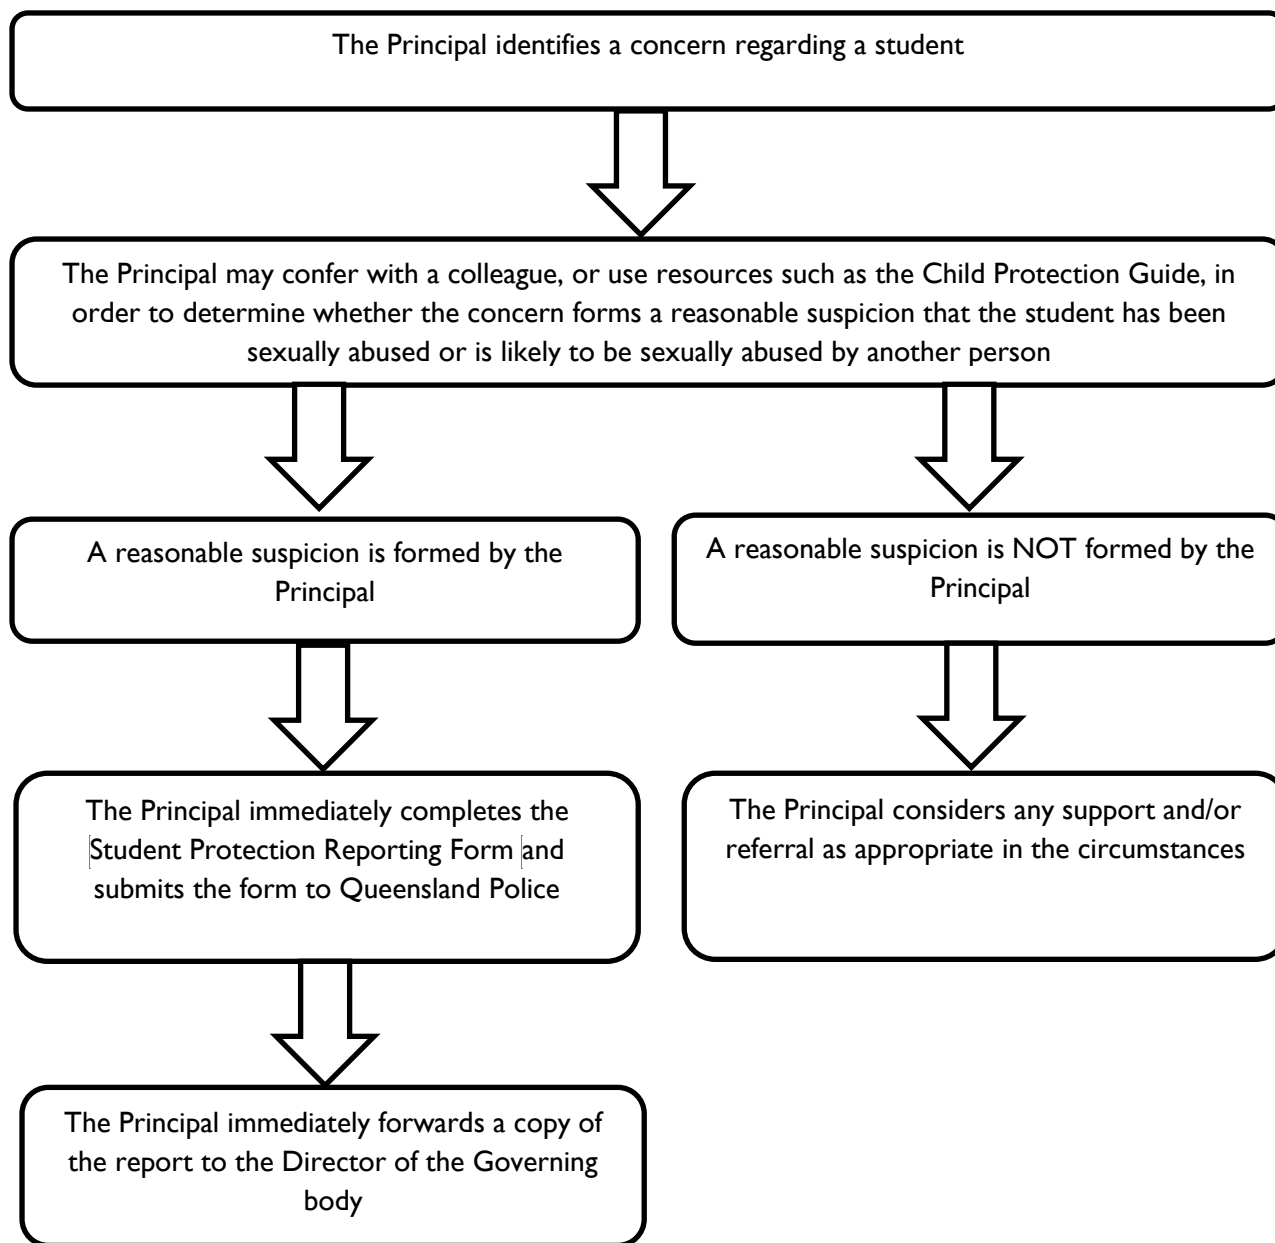 The Principal identifies a concern regarding a student
The Principal may confer with a colleague, or use resources such as the Child Protection Guide, in
order to determine whether the concern forms a reasonable suspicion that the student has been
sexually abused or is likely to be sexually abused by another person
A reasonable suspicion is formed by the
Principal
A reasonable suspicion is NOT formed by the
Principal
The Principal immediately completes the
Student Protection Reporting Form and
submits the form to Queensland Police
The Principal considers any support and/or
referral as appropriate in the circumstances
The Principal immediately forwards a copy of
the report to the Director of the Governing
body